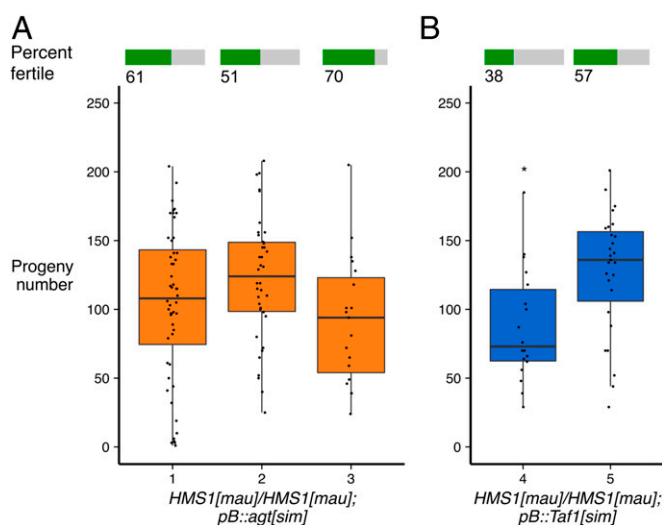 A
B
Percent
fertile
61 51 70 38 57
250 250
200 200
*
150 150
Progeny
number
100 100
50 50
0 0
1 2 3 4 5
HMS1[mau]/HMS1[mau]; HMS1[mau]/HMS1[mau];
pB::agt[sim] pB::Taf1[sim]